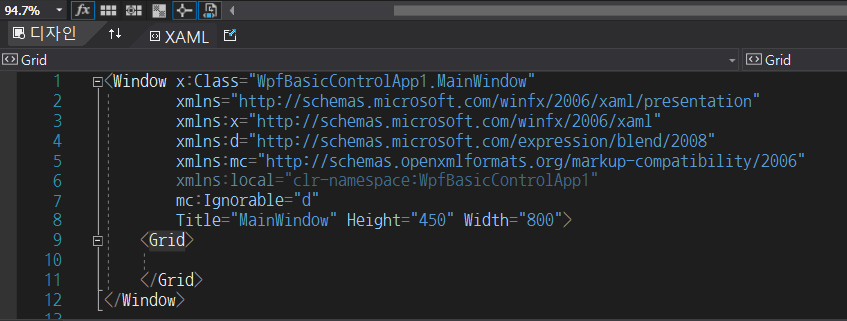 94.7%
fx
디자인
XAML
Grid
Grid
1 <Window x:Class="WpfBasicControlApp1.MainWindow"
2 xmlns="http://schemas.microsoft.com/winfx/2006/xaml/presentation"
3 xmlns:x="http://schemas.microsoft.com/winfx/2006/xaml"
4 xmlns:d="http://schemas.microsoft.com/expression/blend/2008"
5 xmlns:mc="http://schemas.openxmlformats.org/markup-compatibility/2006"
6 xmlns:local="clr-namespace:WpfBasicControlApp1"
7 mc:Ignorable="d"
8 Title="MainWindow" Height="450" Width="800">
9 <Grid>
10
11 </Grid>
12 </Window>
13